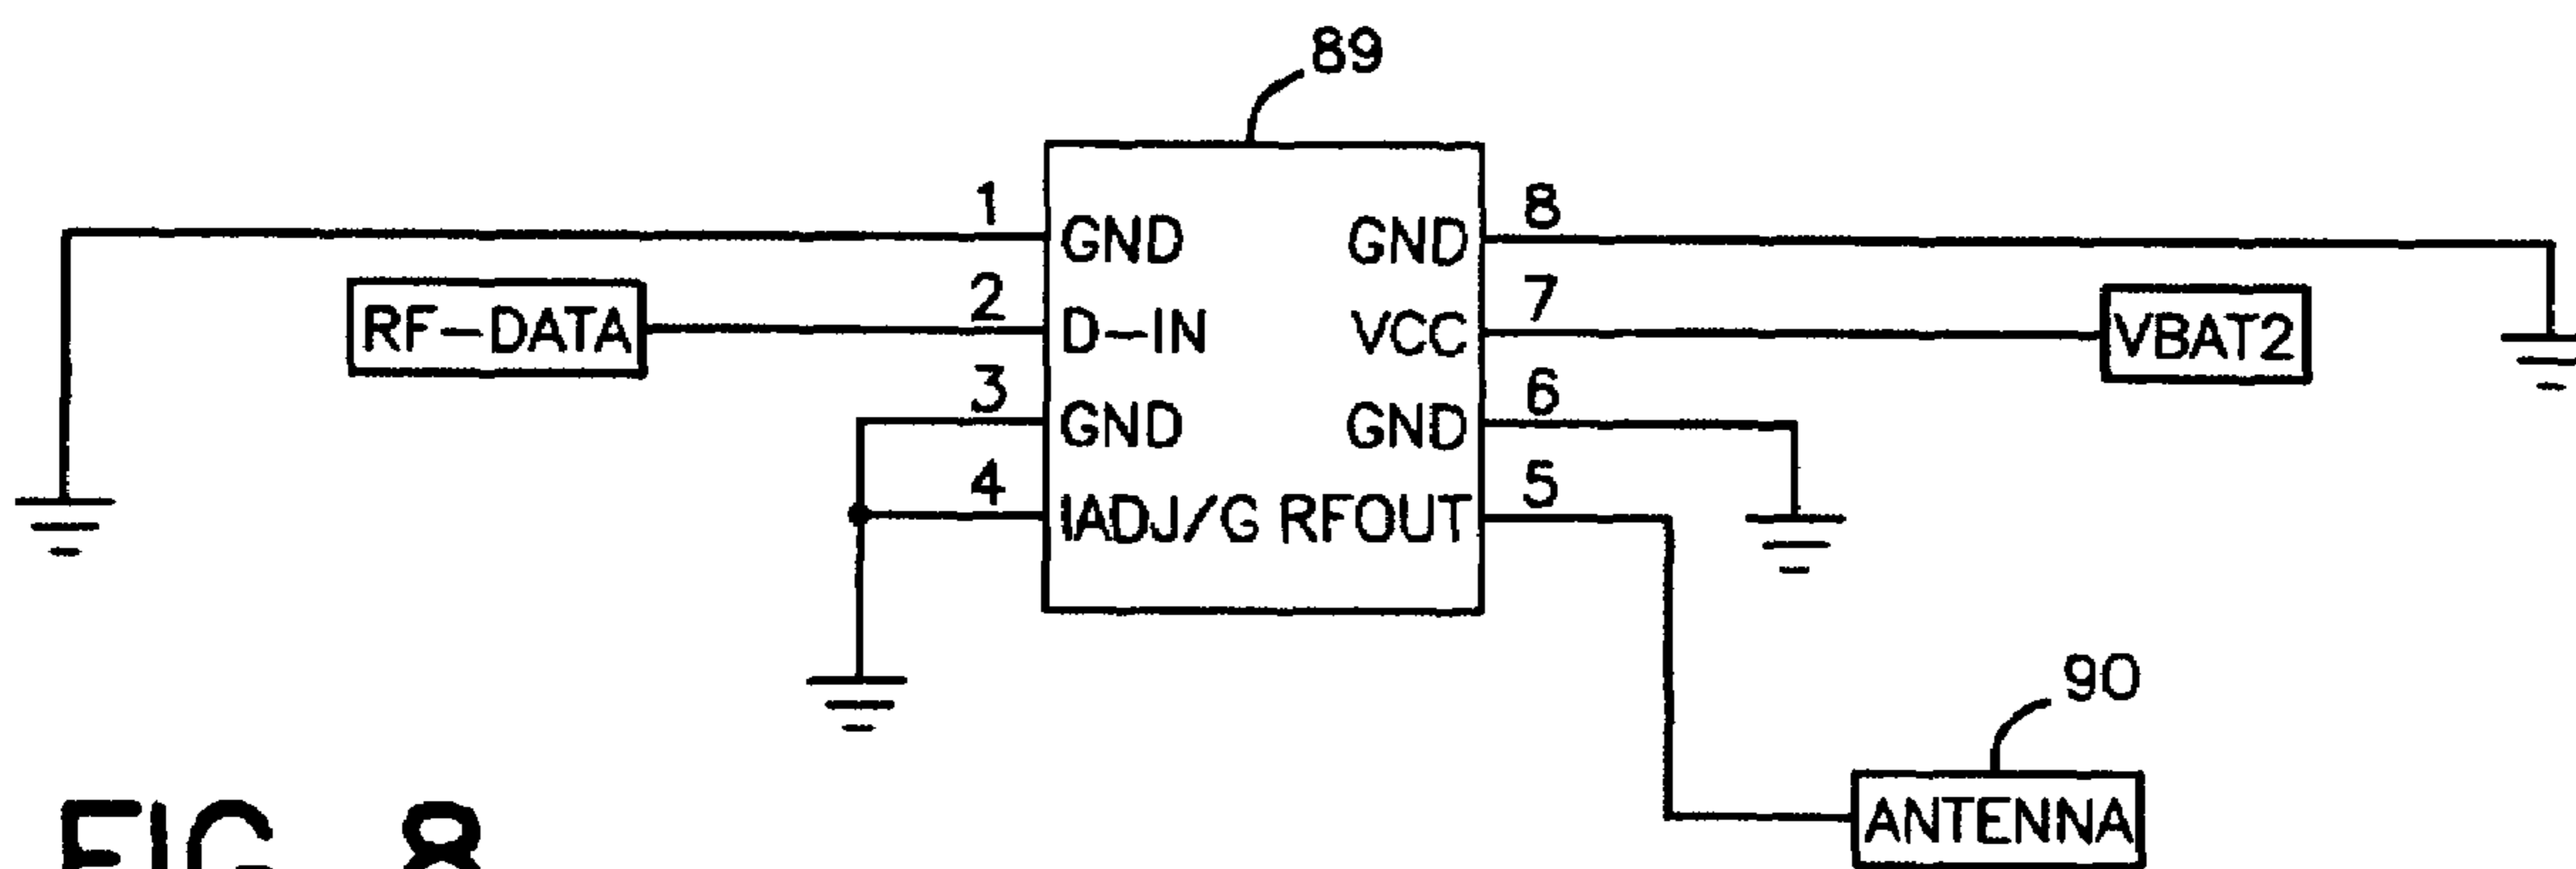 89
1 GND GND 8
RF-DATA 2 D-IN VCC 7 VBAT2
3 GND GND 6
4 IADJ/G RFOUT 5
90
ANTENNA
FIG. 8